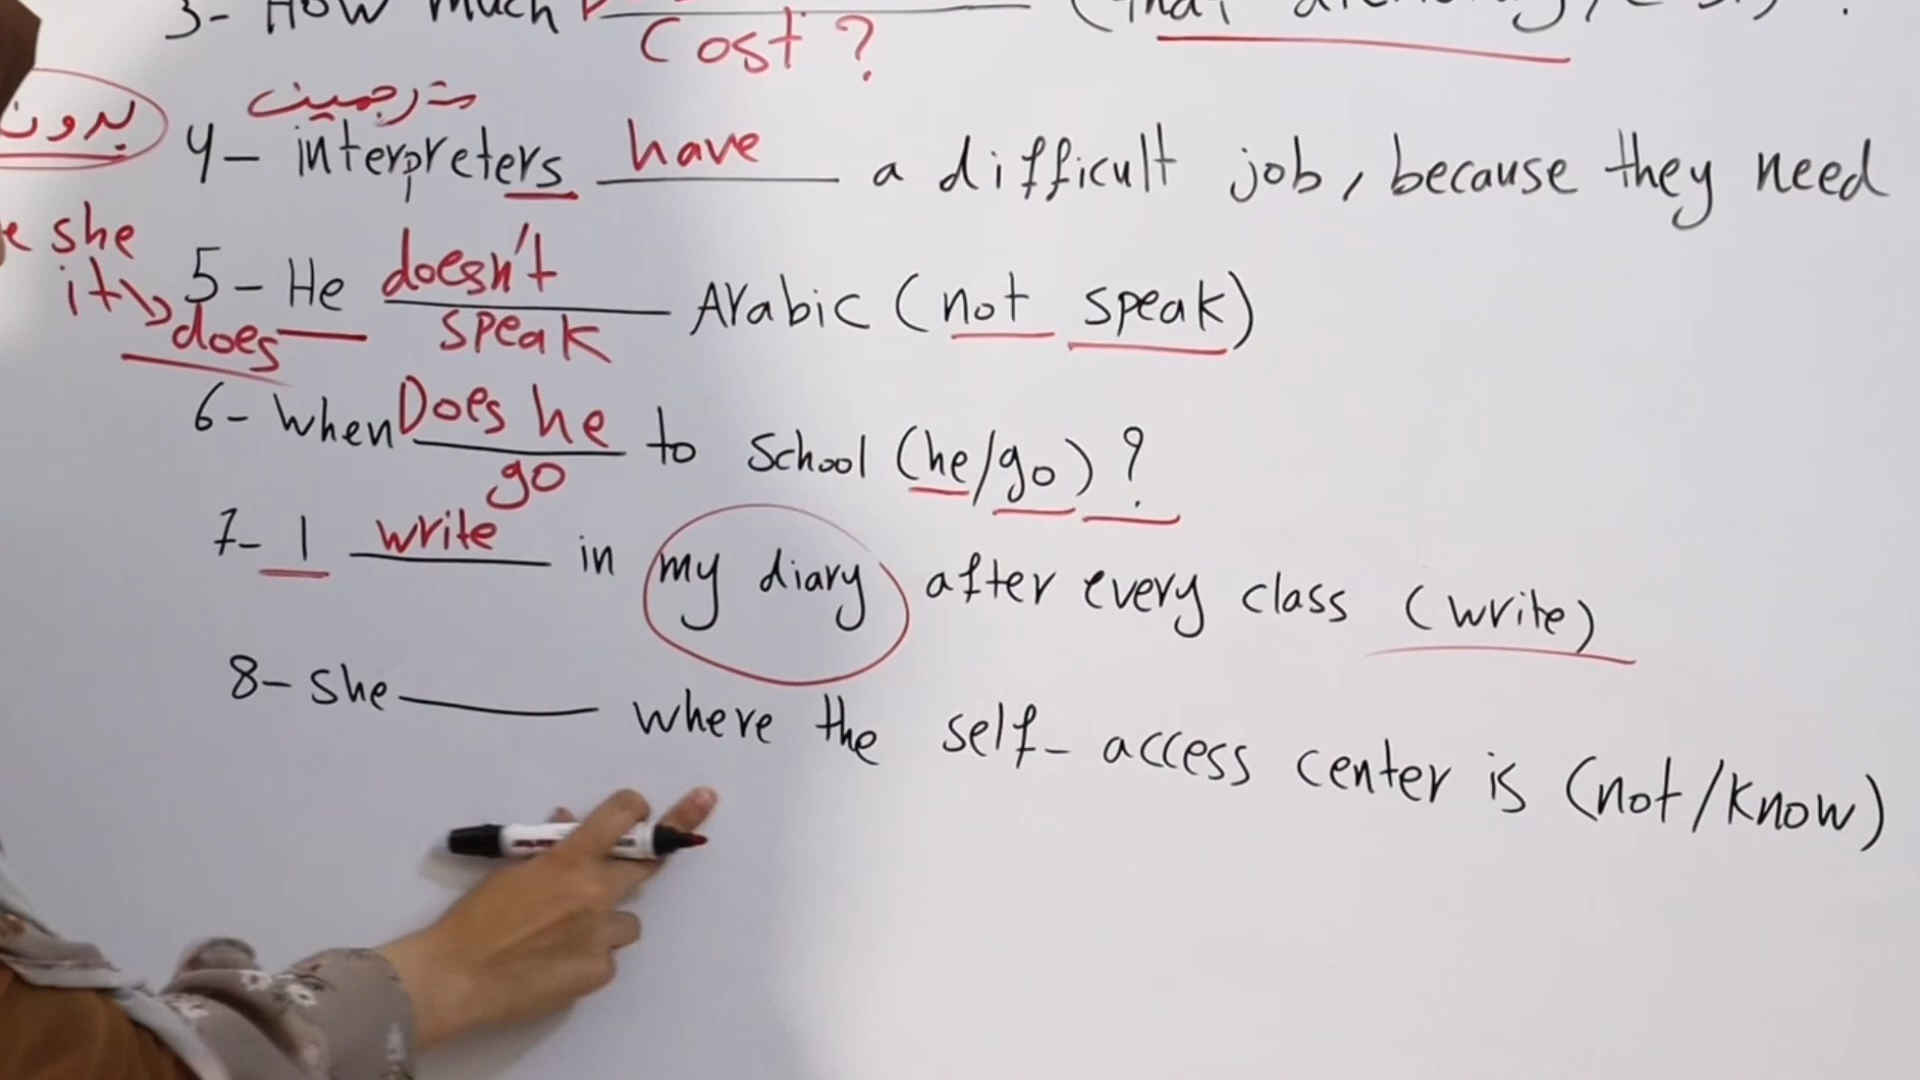 3- How much
cost?
مترجمين
بدون
4- interpreters have a difficult job, because they need
she
it
does
5- He doesn't speak Arabic (not speak)
6- when Does he go to school (he/go)?
7- I write in my diary after every class (write)
8- she where the self-access center is (not/know)